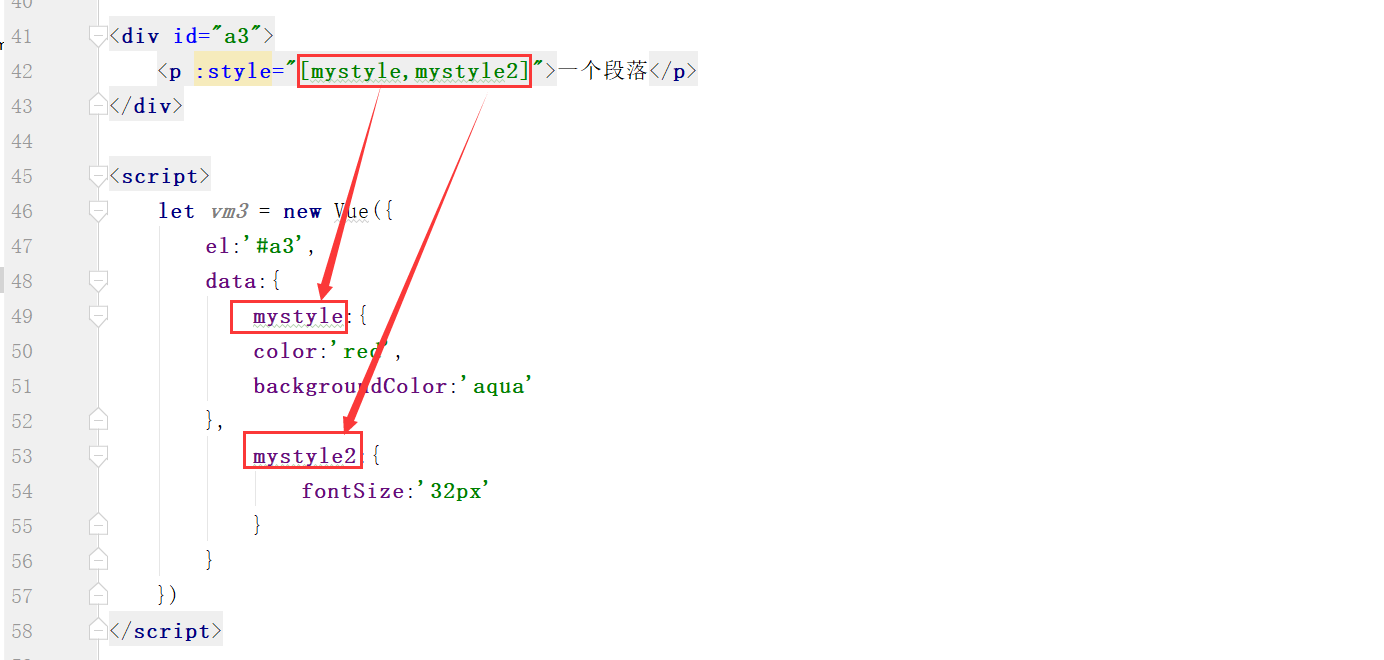 40
41 <div id="a3">
42 <p :style="[mystyle,mystyle2]">一个段落</p>
43 </div>
44
45 <script>
46 let vm3 = new Vue({
47 el:'#a3',
48 data:{
49 mystyle:{
50 color:'red',
51 backgroundColor:'aqua'
52 },
53 mystyle2:{
54 fontSize:'32px'
55 }
56 }
57 })
58 </script>